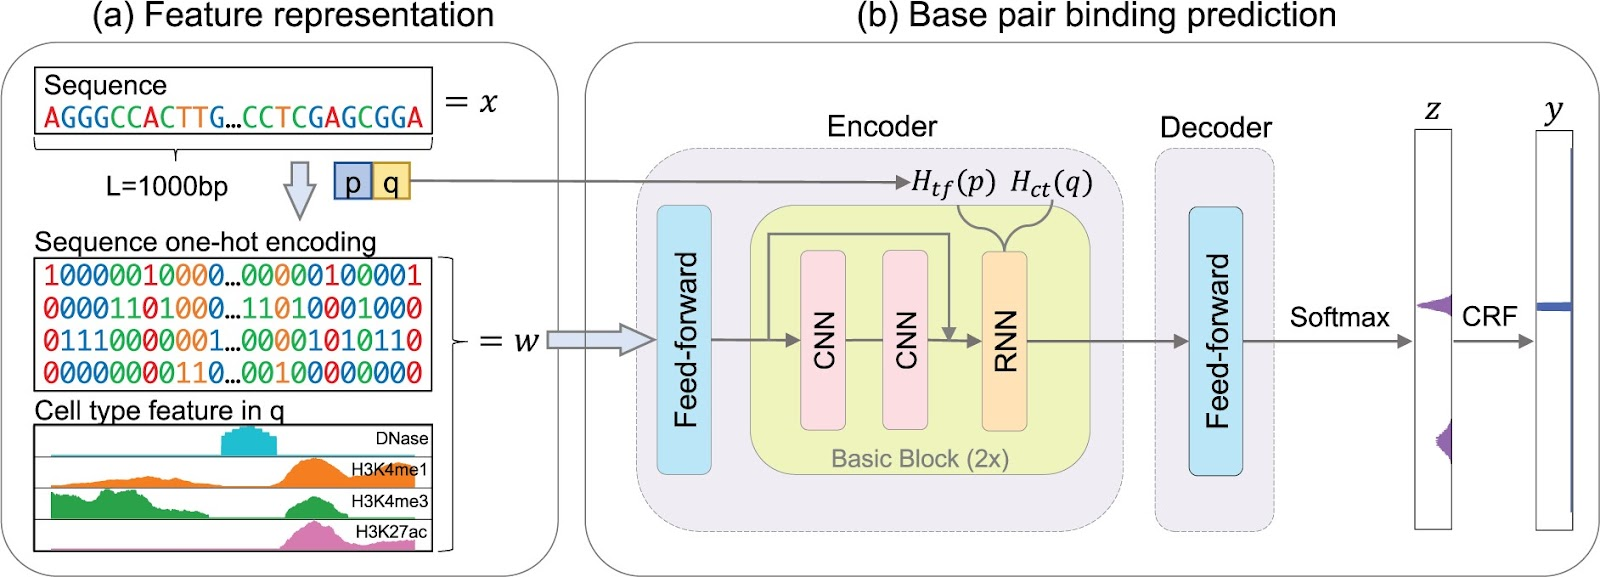 (a) Feature representation
Sequence
AGGGCCACTTG...CCTCGAGCGGA
= x
L=1000bp
p q
Sequence one-hot encoding
10000010000...00000100001
00001101000...11010001000
01110000001...00001010110
00000000110...00100000000
= w
Cell type feature in q
DNase
H3K4me1
H3K4me3
H3K27ac
(b) Base pair binding prediction
Encoder
H_tf(p) H_ct(q)
Feed-forward
CNN
CNN
RNN
Basic Block (2x)
Decoder
Feed-forward
Softmax
z
CRF
y